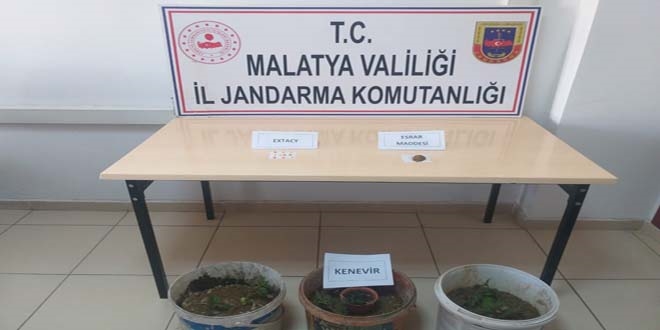 T.C.
MALATYA VALİLİĞİ
İL JANDARMA KOMUTANLIĞI
EXTACY
ESRAR
MADDESİ
KENEVİR